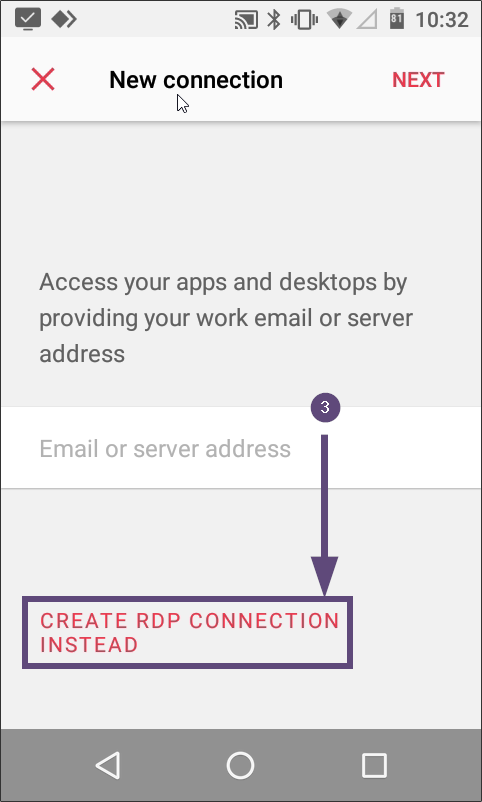 81 10:32
New connection NEXT
Access your apps and desktops by
providing your work email or server
address
3
Email or server address
CREATE RDP CONNECTION
INSTEAD